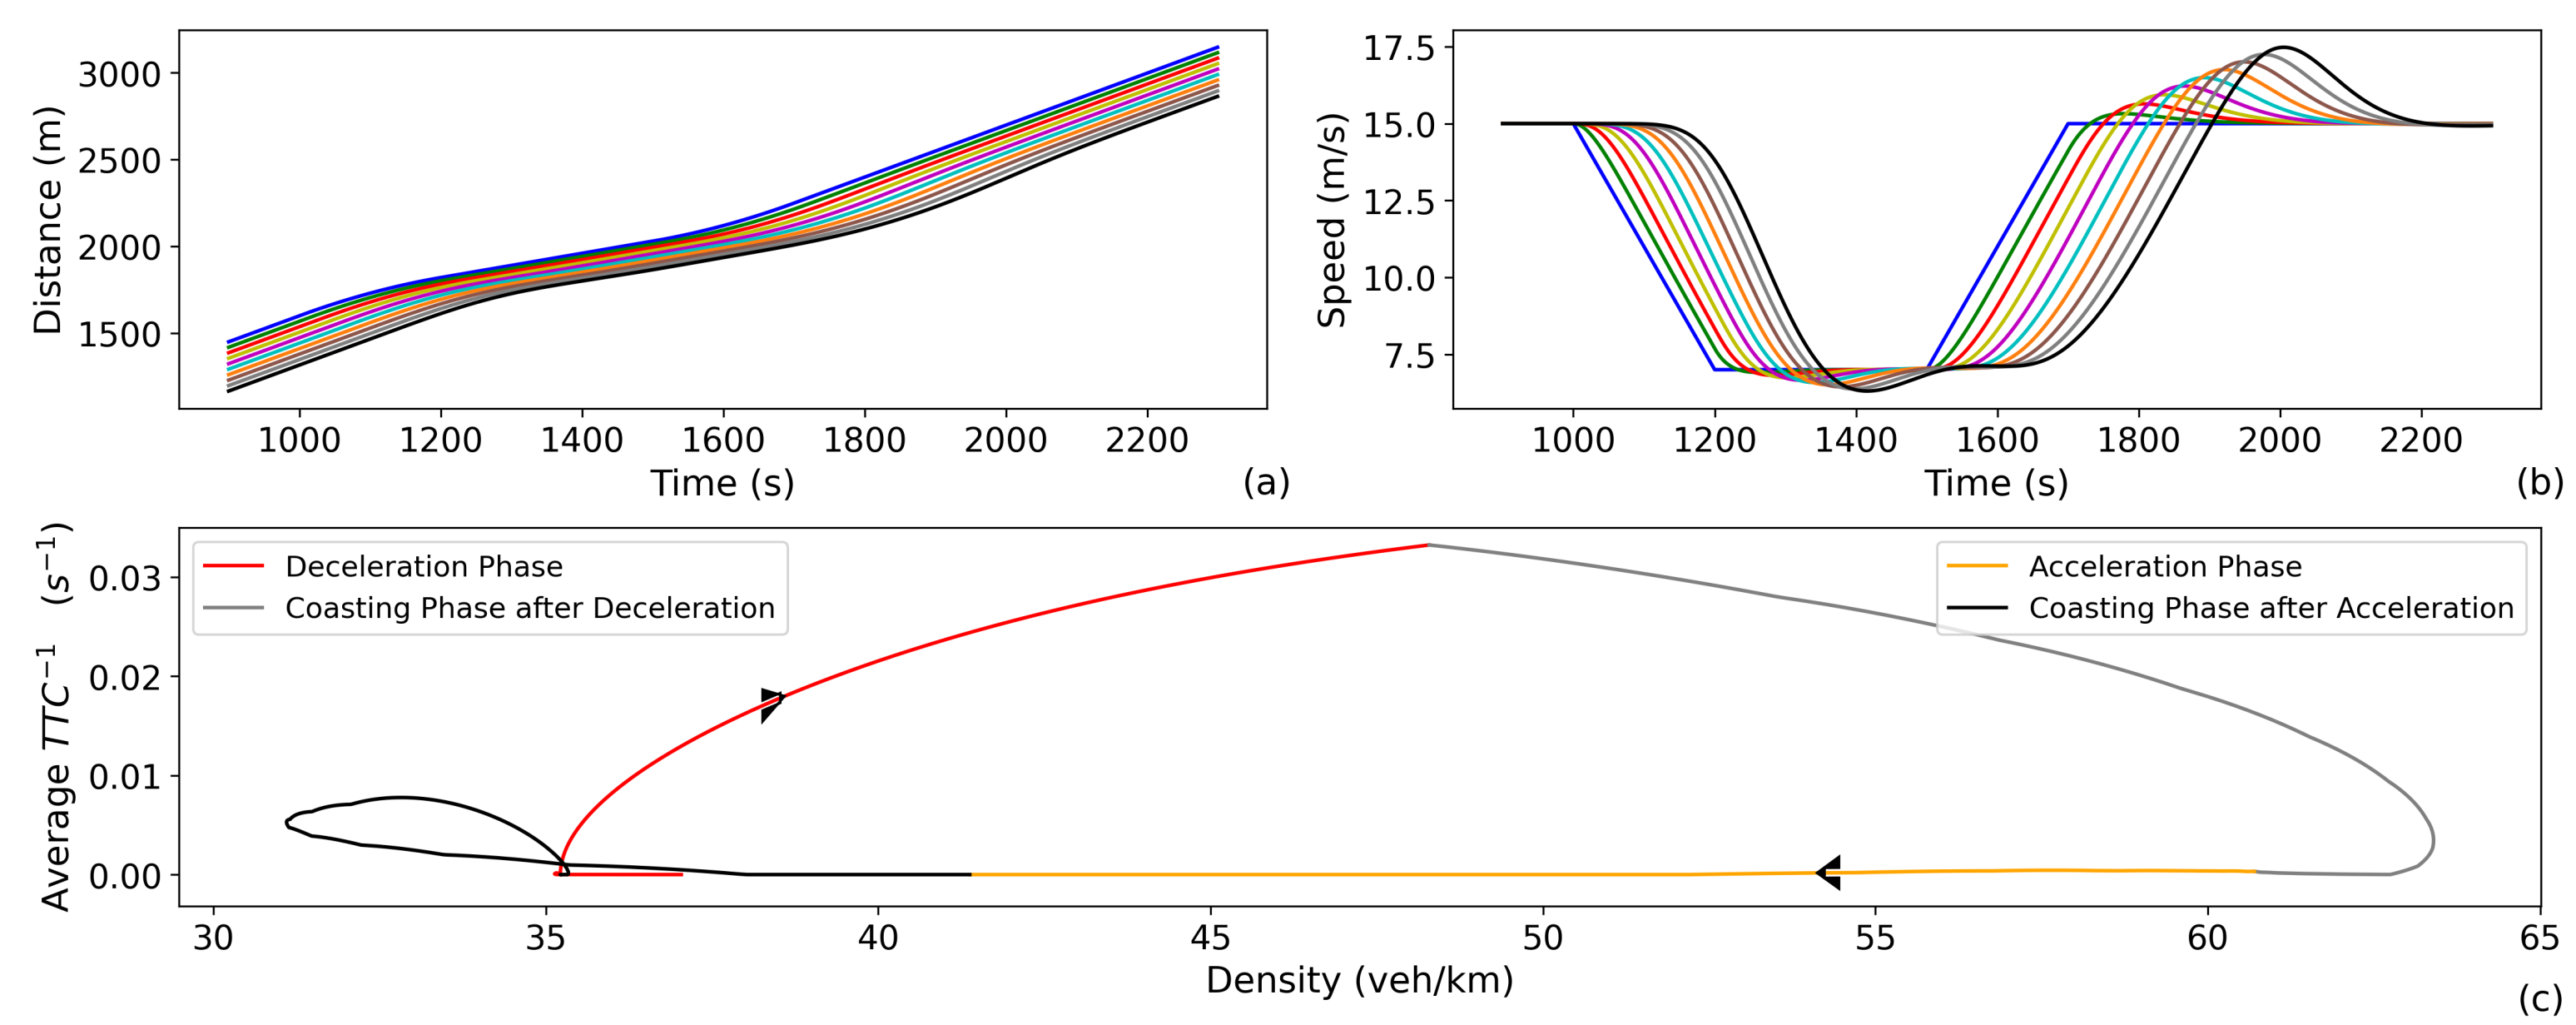 3000
2500
2000
1500
Distance (m)
1000 1200 1400 1600 1800 2000 2200
Time (s)
(a)
17.5
15.0
12.5
10.0
7.5
Speed (m/s)
1000 1200 1400 1600 1800 2000 2200
Time (s)
(b)
Deceleration Phase
Coasting Phase after Deceleration
Acceleration Phase
Coasting Phase after Acceleration
0.03
0.02
0.01
0.00
Average TTC⁻¹ (s⁻¹)
30 35 40 45 50 55 60 65
Density (veh/km)
(c)